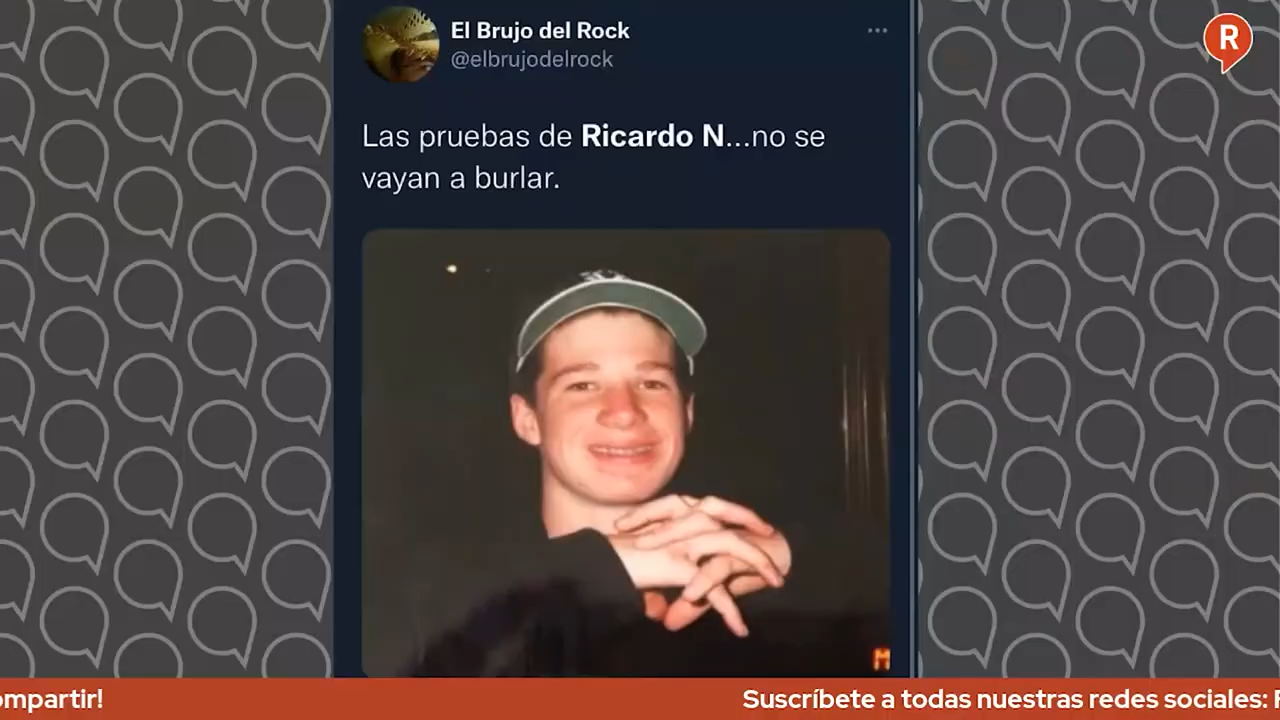 El Brujo del Rock
@elbrujodelrock
R
Las pruebas de Ricardo N...no se
vayan a burlar.
M
ompartir!
Suscríbete a todas nuestras redes sociales: